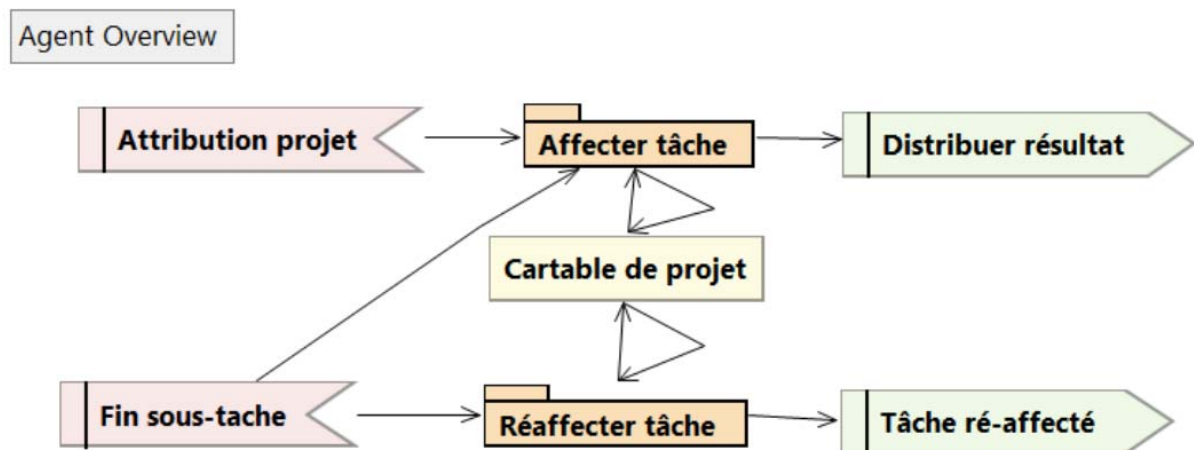 Agent Overview
Attribution projet
Affecter tâche
Distribuer résultat
Cartable de projet
Fin sous-tache
Réaffecter tâche
Tâche ré-affecté